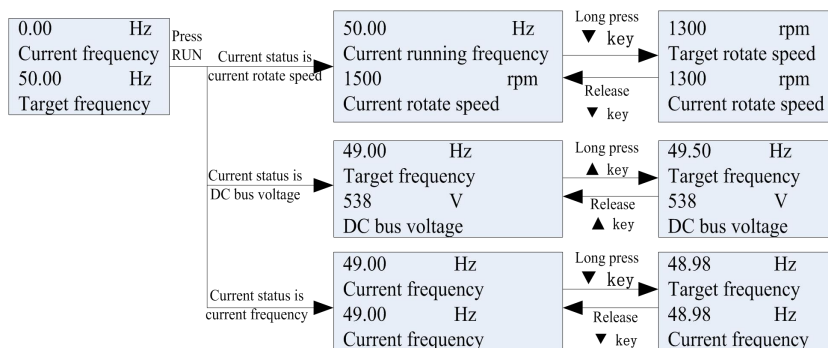 0.00 Hz
Current frequency
50.00 Hz
Target frequency
Press
RUN
Current status is
current rotate speed
50.00 Hz
Current running frequency
1500 rpm
Current rotate speed
Long press
▼ key
Release
▼ key
1300 rpm
Target rotate speed
1300 rpm
Current rotate speed
Current status is
DC bus voltage
49.00 Hz
Target frequency
538 V
DC bus voltage
Long press
▲ key
Release
▲ key
49.50 Hz
Target frequency
538 V
DC bus voltage
Current status is
current frequency
49.00 Hz
Current frequency
49.00 Hz
Current frequency
Long press
▼ key
Release
▼ key
48.98 Hz
Target frequency
48.98 Hz
Current frequency